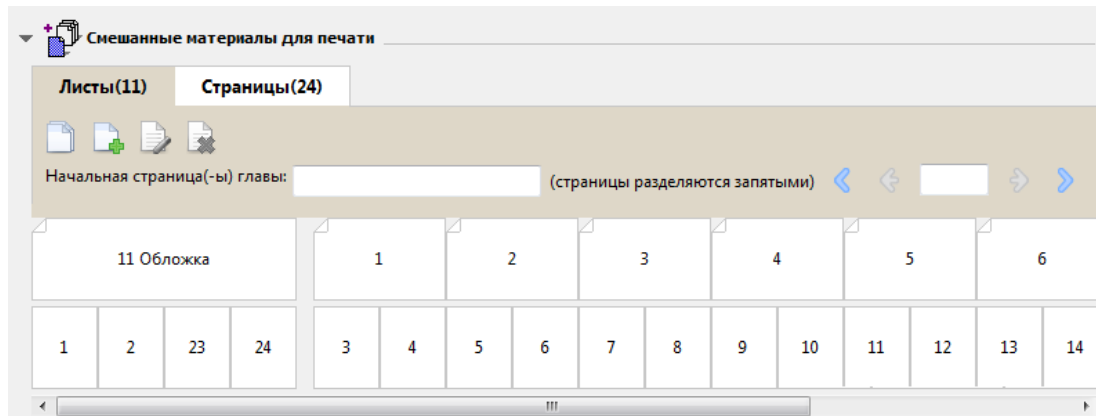 Смешанные материалы для печати
Листы(11) Страницы(24)
Начальная страница(-ы) главы: (страницы разделяются запятыми)
11 Обложка 1 2 3 4 5 6
1 2 23 24 3 4 5 6 7 8 9 10 11 12 13 14